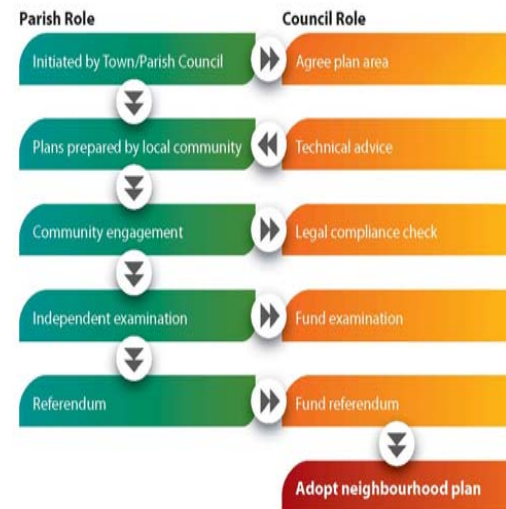 Parish Role
Council Role
Initiated by Town/Parish Council
Agree plan area
Plans prepared by local community
Technical advice
Community engagement
Legal compliance check
Independent examination
Fund examination
Referendum
Fund referendum
Adopt neighbourhood plan